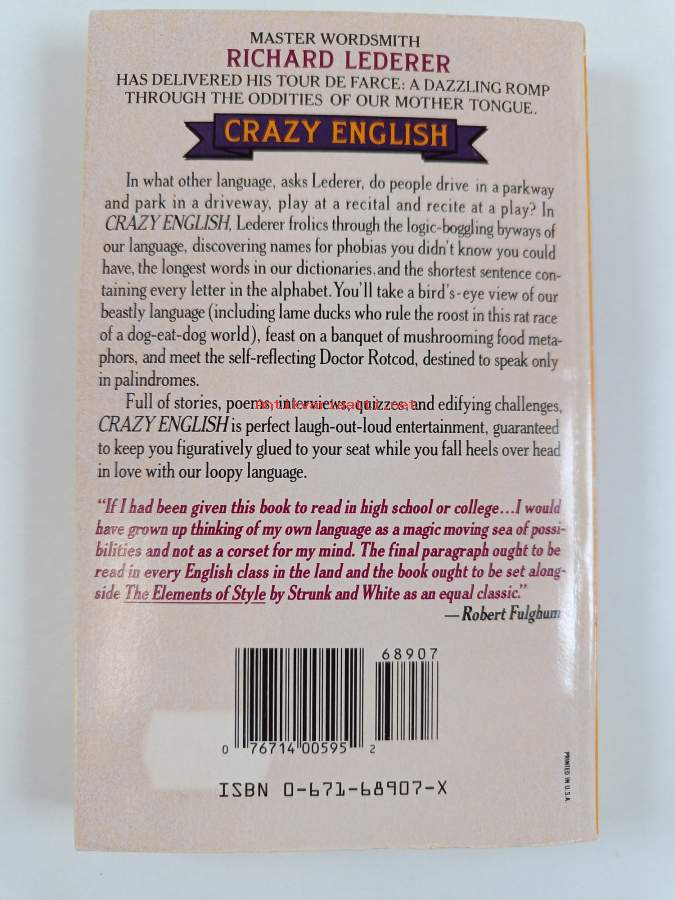 MASTER WORDSMITH
RICHARD LEDERER
HAS DELIVERED HIS TOUR DE FARCE: A DAZZLING ROMP
THROUGH THE ODDITIES OF OUR MOTHER TONGUE.
CRAZY ENGLISH
In what other language, asks Lederer, do people drive in a parkway
and park in a driveway, play at a recital and recite at a play? In
CRAZY ENGLISH, Lederer frolics through the logic-boggling byways of
our language, discovering names for phobias you didn't know you could
have, the longest words in our dictionaries, and the shortest sentence con-
taining every letter in the alphabet. You'll take a bird's-eye view of our
beastly language (including lame ducks who rule the roost in this rat race
of a dog-eat-dog world), feast on a banquet of mushrooming food meta-
phors, and meet the self-reflecting Doctor Rotcod, destined to speak only
in palindromes.
Full of stories, poems, interviews, quizzes and edifying challenges,
CRAZY ENGLISH is perfect laugh-out-loud entertainment, guaranteed
to keep you figuratively glued to your seat while you fall heels over head
in love with our loopy language.
"If I had been given this book to read in high school or college...I would
have grown up thinking of my own language as a magic moving sea of possi-
bilities and not as a corset for my mind. The final paragraph ought to be
read in every English class in the land and the book ought to be set along-
side The Elements of Style by Strunk and White as an equal classic."
—Robert Fulghum
68907
0 76714 00595 2
ISBN 0-671-68907-X
PRINTED IN U.S.A.